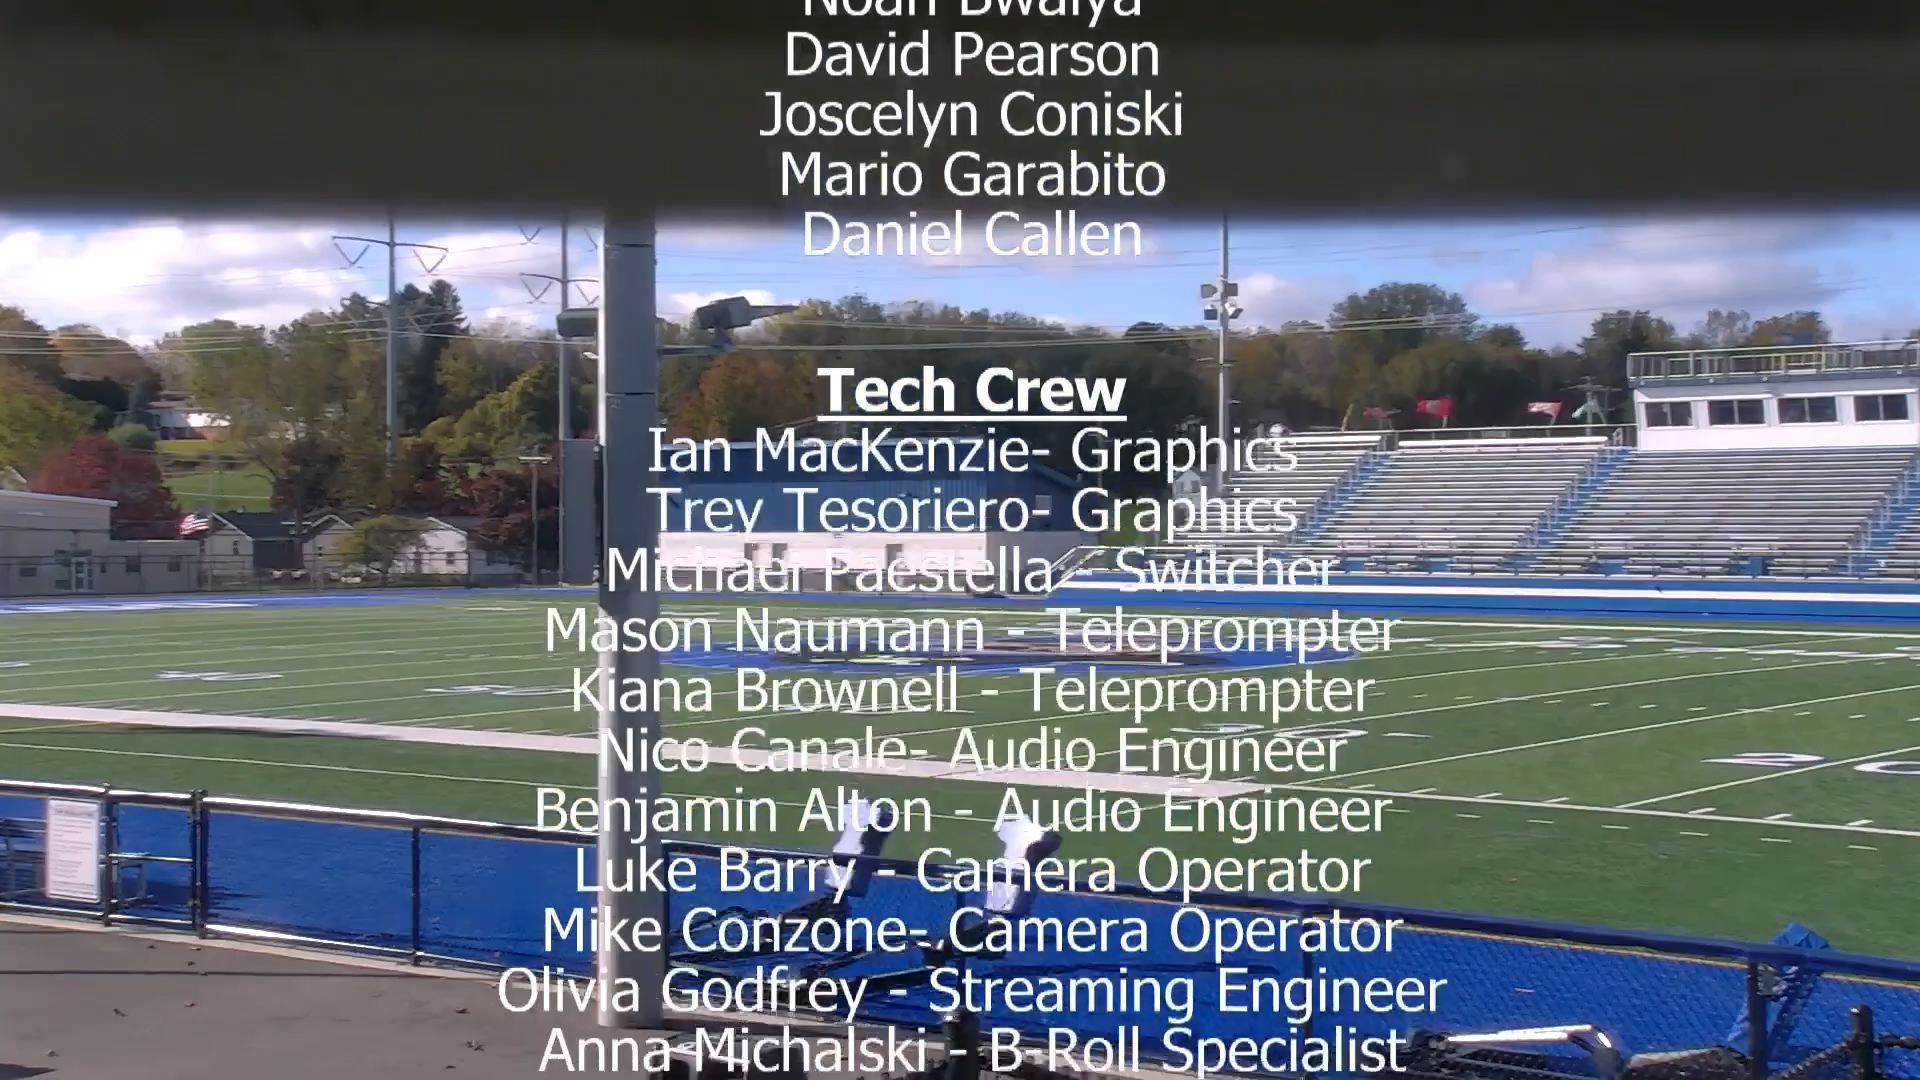 Noah Bwalya
David Pearson
Joscelyn Coniski
Mario Garabito
Daniel Callen
Tech Crew
Ian MacKenzie- Graphics
Trey Tesoriero- Graphics
Michael Paestella - Switcher
Mason Naumann - Teleprompter
Kiana Brownell - Teleprompter
Nico Canale- Audio Engineer
Benjamin Alton - Audio Engineer
Luke Barry - Camera Operator
Mike Conzone- Camera Operator
Olivia Godfrey - Streaming Engineer
Anna Michalski - B-Roll Specialist